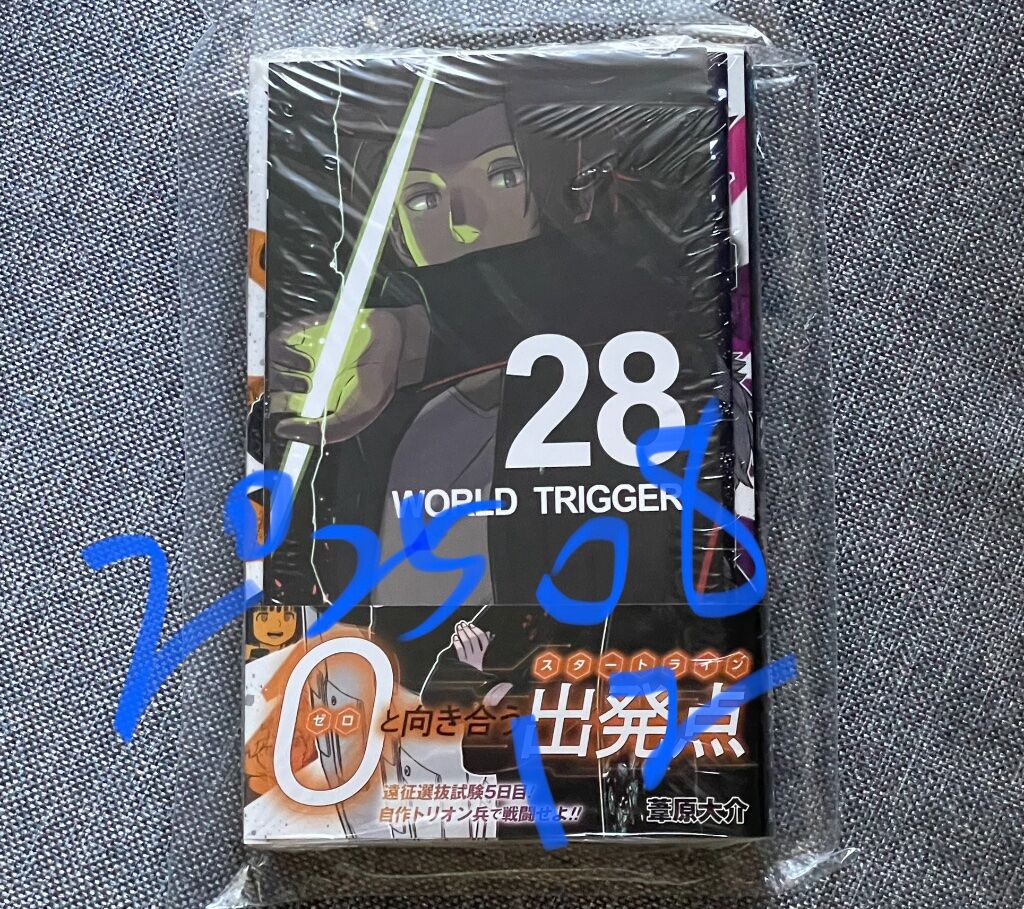 28
WORLD TRIGGER
202508
スタートライン
0 ゼロ と向き合う出発点
12
遠征選抜試験5日目!!
自作トリオン兵で戦闘せよ!!
葦原大介